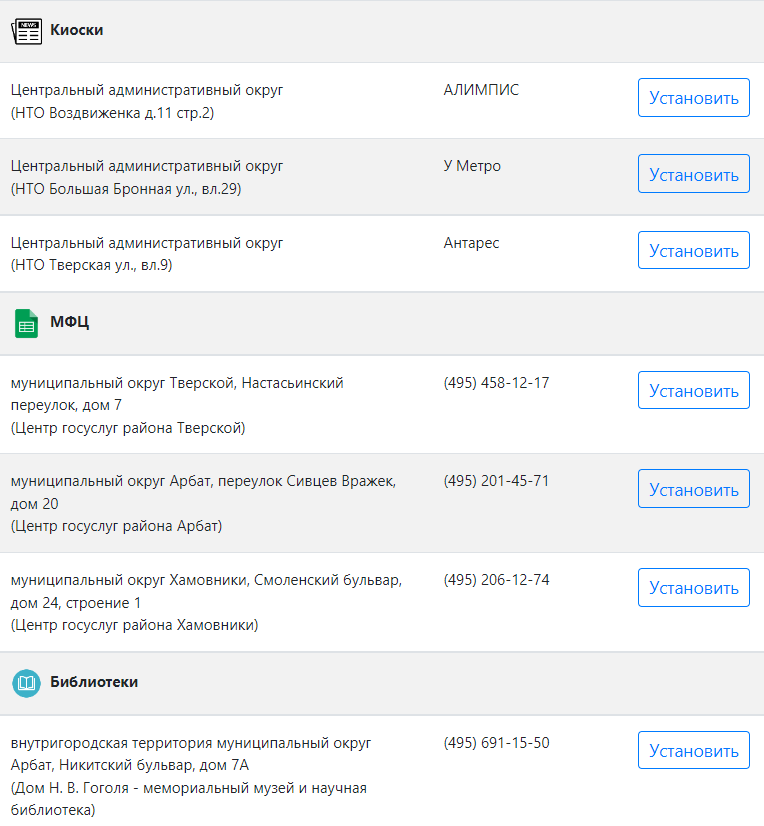 NEWS
Киоски
Центральный административный округ
(НТО Воздвиженка д.11 стр.2)
АЛИМПИС
Установить
Центральный административный округ
(НТО Большая Бронная ул., вл.29)
У Метро
Установить
Центральный административный округ
(НТО Тверская ул., вл.9)
Антарес
Установить
МФЦ
муниципальный округ Тверской, Настасьинский
переулок, дом 7
(Центр госуслуг района Тверской)
(495) 458-12-17
Установить
муниципальный округ Арбат, переулок Сивцев Вражек,
дом 20
(Центр госуслуг района Арбат)
(495) 201-45-71
Установить
муниципальный округ Хамовники, Смоленский бульвар,
дом 24, строение 1
(Центр госуслуг района Хамовники)
(495) 206-12-74
Установить
Библиотеки
внутригородская территория муниципальный округ
Арбат, Никитский бульвар, дом 7А
(Дом Н. В. Гоголя - мемориальный музей и научная
библиотека)
(495) 691-15-50
Установить